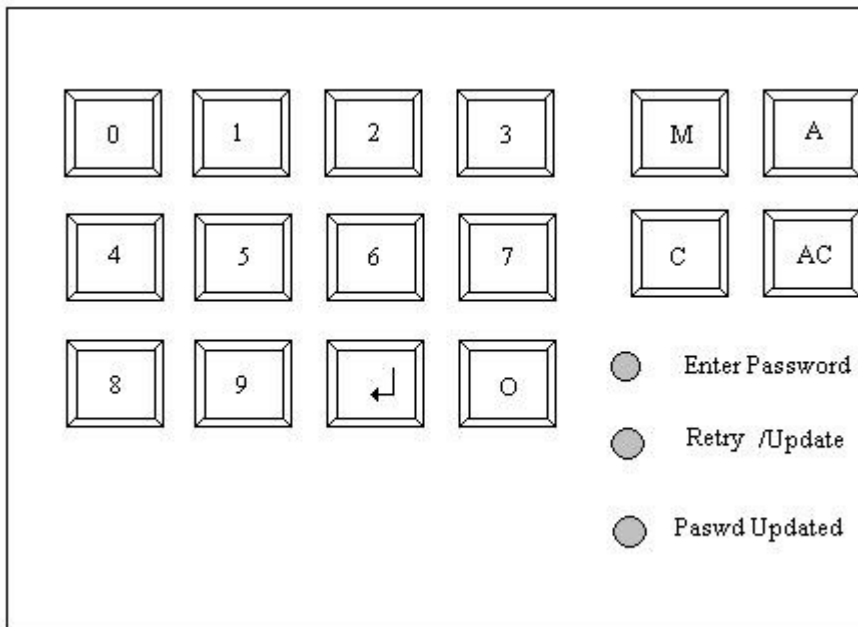 0 1 2 3 M A
4 5 6 7 C AC
8 9 ↵ O
Enter Password
Retry /Update
Paswd Updated